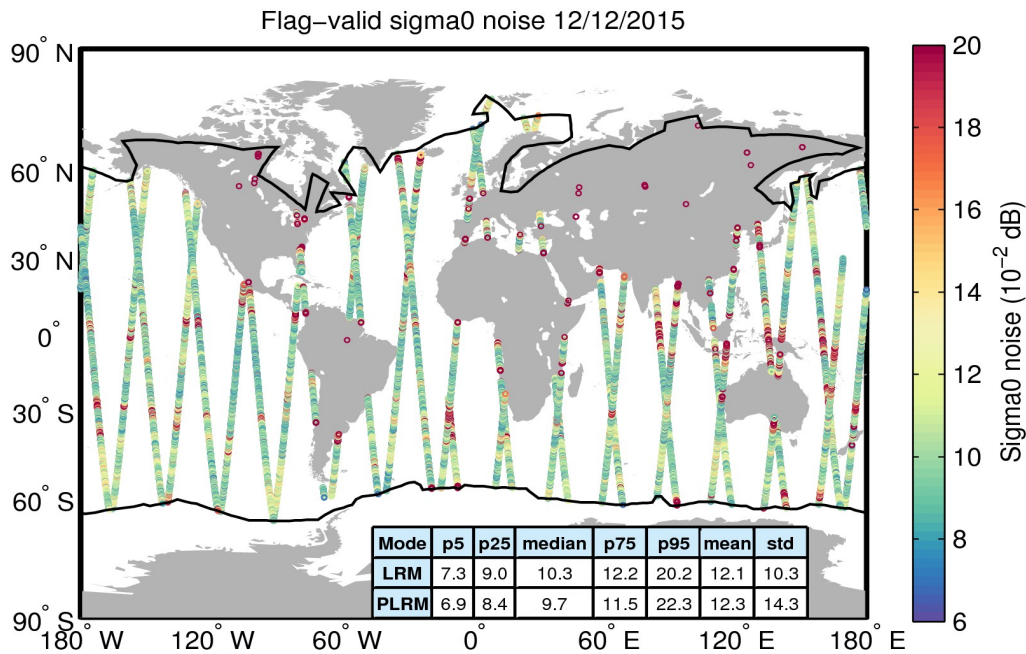 Flag−valid sigma0 noise 12/12/2015
90° N
60° N
30° N
0°
30° S
60° S
90° S
180° W
120° W
60° W
0°
60° E
120° E
180° E
Mode p5 p25 median p75 p95 mean std
LRM 7.3 9.0 10.3 12.2 20.2 12.1 10.3
PLRM 6.9 8.4 9.7 11.5 22.3 12.3 14.3
20
18
16
14
12
10
8
6
Sigma0 noise (10⁻² dB)